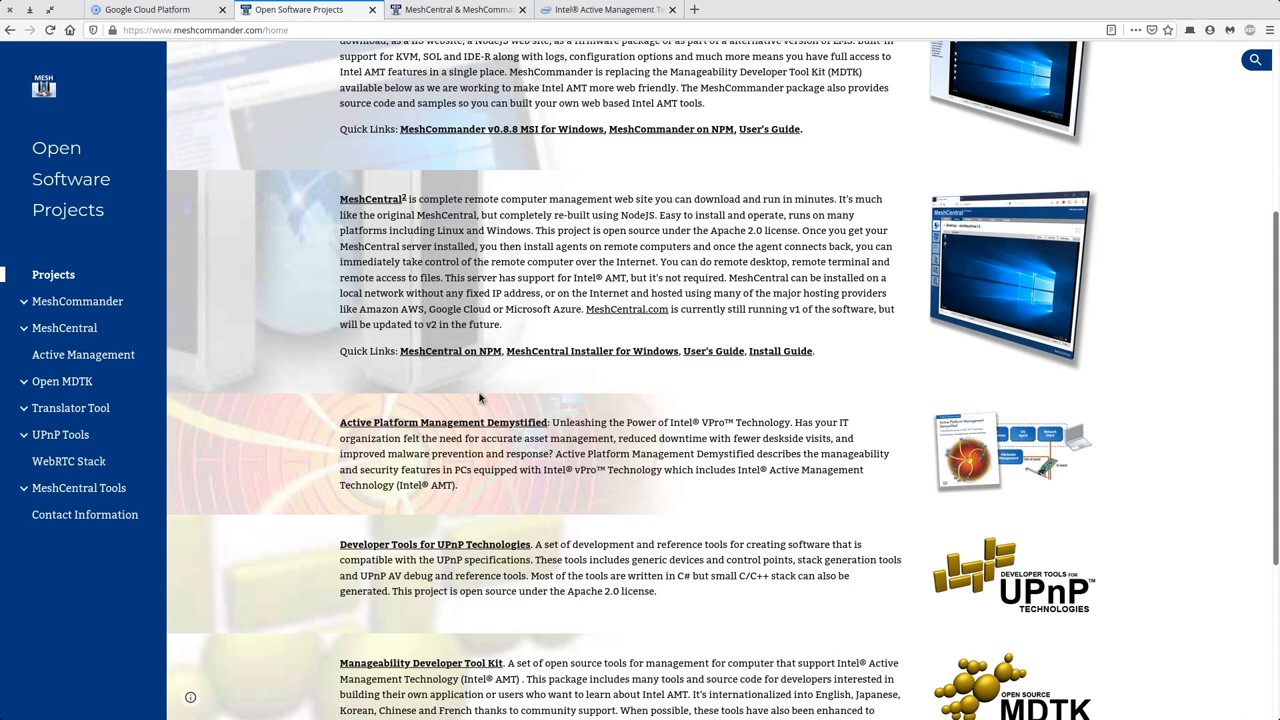 Google Cloud Platform
Open Software Projects
MeshCentral & MeshComma
Intel® Active Management Te
https://www.meshcommander.com/home
MESH
Open
Software
Projects
Projects
MeshCommander
MeshCentral
Active Management
Open MDTK
Translator Tool
UPnP Tools
WebRTC Stack
MeshCentral Tools
Contact Information
support for KVM, SOL and IDE-R along with logs, configuration options and much more means you have full access to
Intel AMT features in a single place. MeshCommander is replacing the Manageability Developer Tool Kit (MDTK)
available below as we are working to make Intel AMT more web friendly. The MeshCommander package also provides
source code and samples so you can built your own web based Intel AMT tools.
Quick Links: MeshCommander v0.8.8 MSI for Windows, MeshCommander on NPM, User's Guide.
MeshCentral2 is complete remote computer management web site you can download and run in minutes. It's much
like the original MeshCentral, but completely re-built using NodeJS. Easy to install and operate, runs on many
platforms including Linux and Windows. This project is open source under the Apache 2.0 license. Once you get your
MeshCentral server installed, you then install agents on remote computers and once the agent connects back, you can
immediately take control of the remote computer over the Internet. You can do remote desktop, remote terminal and
remote access to files. This server has support for Intel® AMT, but it's not required. MeshCentral can be installed on a
local network without any fixed IP address, or on the Internet and hosted using many of the major hosting providers
like Amazon AWS, Google Cloud or Microsoft Azure. MeshCentral.com is currently still running v1 of the software, but
will be updated to v2 in the future.
Quick Links: MeshCentral on NPM, MeshCentral Installer for Windows, User's Guide, Install Guide.
Active Platform Management Demystified: Unleashing the Power of Intel® VPro™ Technology. Has your IT
organization felt the need for accurate asset management, reduced downtime with fewer deskside visits, and
improved malware prevention and response? Active Platform Management Demystified describes the manageability
and security features in PCs equipped with Intel® vPro™ Technology which includes Intel® Active Management
Technology (Intel® AMT).
Developer Tools for UPnP Technologies. A set of development and reference tools for creating software that is
compatible with the UPnP specifications. These tools includes generic devices and control points, stack generation tools
and UPnP AV debug and reference tools. Most of the tools are written in C# but small C/C++ stack can also be
generated. This project is open source under the Apache 2.0 license.
DEVELOPER TOOLS FOR
UPnP™
TECHNOLOGIES
Manageability Developer Tool Kit. A set of open source tools for management for computer that support Intel® Active
Management Technology (Intel® AMT) . This package includes many tools and source code for developers interested in
building their own application or users who want to learn about Intel AMT. It's internationalized into English, Japanese,
Korean, Chinese and French thanks to community support. When possible, these tools have also been enhanced to
OPEN SOURCE
MDTK